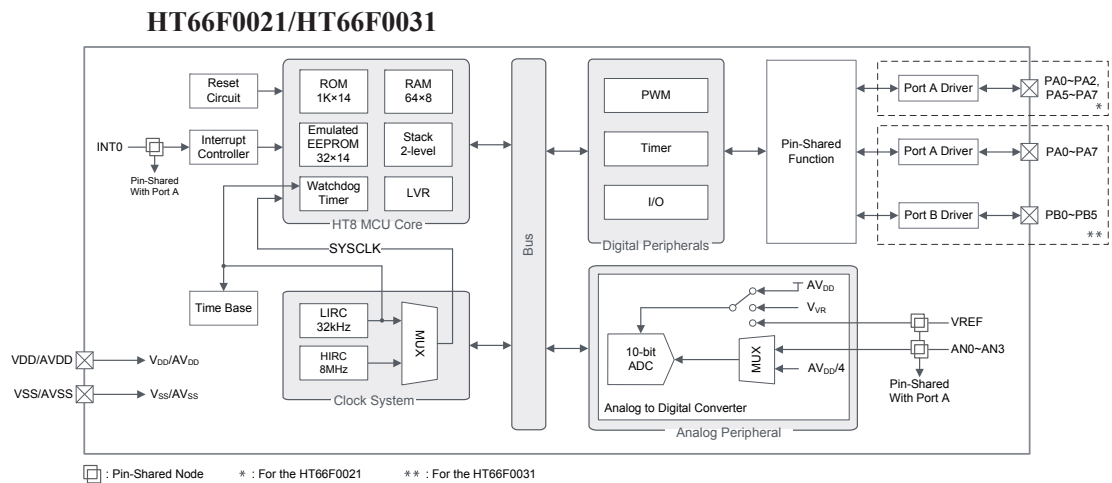 HT66F0021/HT66F0031
Reset
Circuit
INT0
Pin-Shared
With Port A
Interrupt
Controller
ROM
1K×14
RAM
64×8
Emulated
EEPROM
32×14
Stack
2-level
Watchdog
Timer
LVR
HT8 MCU Core
SYSCLK
Time Base
LIRC
32kHz
HIRC
8MHz
MUX
Clock System
VDD/AVDD
VDD/AVDD
VSS/AVSS
VSS/AVSS
Bus
PWM
Timer
I/O
Digital Peripherals
Pin-Shared
Function
Port A Driver
PA0~PA2,
PA5~PA7
*
Port A Driver
PA0~PA7
Port B Driver
PB0~PB5
**
AVDD
VVR
VREF
AN0~AN3
10-bit
ADC
MUX
AVDD/4
Pin-Shared
With Port A
Analog to Digital Converter
Analog Peripheral
: Pin-Shared Node * : For the HT66F0021 ** : For the HT66F0031